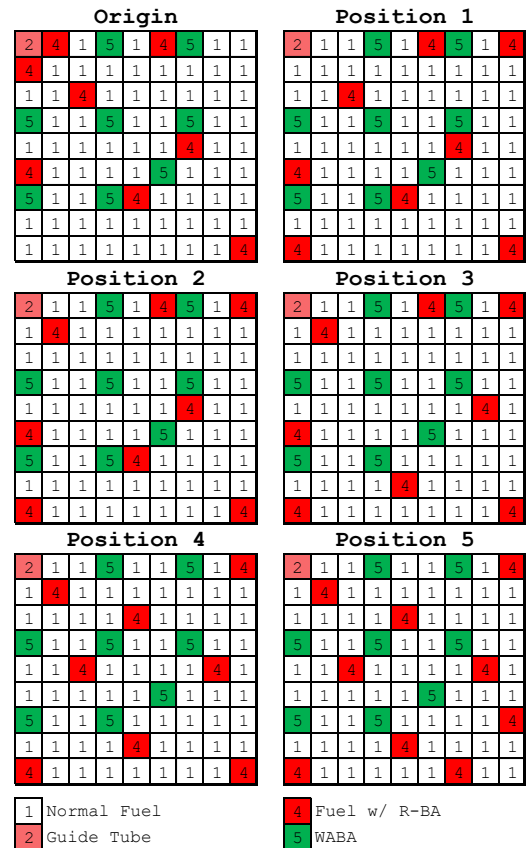 Origin
2 4 1 5 1 4 5 1 1
4 1 1 1 1 1 1 1 1
1 1 4 1 1 1 1 1 1
5 1 1 5 1 1 5 1 1
1 1 1 1 1 1 4 1 1
4 1 1 1 1 5 1 1 1
5 1 1 5 4 1 1 1 1
1 1 1 1 1 1 1 1 1
1 1 1 1 1 1 1 1 4
Position 1
2 1 1 5 1 4 5 1 4
1 1 1 1 1 1 1 1 1
1 1 4 1 1 1 1 1 1
5 1 1 5 1 1 5 1 1
1 1 1 1 1 1 4 1 1
4 1 1 1 1 5 1 1 1
5 1 1 5 4 1 1 1 1
1 1 1 1 1 1 1 1 1
4 1 1 1 1 1 1 1 4
Position 2
2 1 1 5 1 4 5 1 4
1 4 1 1 1 1 1 1 1
1 1 1 1 1 1 1 1 1
5 1 1 5 1 1 5 1 1
1 1 1 1 1 1 4 1 1
4 1 1 1 1 5 1 1 1
5 1 1 5 4 1 1 1 1
1 1 1 1 1 1 1 1 1
4 1 1 1 1 1 1 1 4
Position 3
2 1 1 5 1 4 5 1 4
1 4 1 1 1 1 1 1 1
1 1 1 1 1 1 1 1 1
5 1 1 5 1 1 5 1 1
1 1 1 1 1 1 1 4 1
4 1 1 1 1 5 1 1 1
5 1 1 5 1 1 1 1 1
1 1 1 1 4 1 1 1 1
4 1 1 1 1 1 1 1 4
Position 4
2 1 1 5 1 1 5 1 4
1 4 1 1 1 1 1 1 1
1 1 1 1 4 1 1 1 1
5 1 1 5 1 1 5 1 1
1 1 4 1 1 1 1 4 1
1 1 1 1 1 5 1 1 1
5 1 1 5 1 1 1 1 1
1 1 1 1 4 1 1 1 1
4 1 1 1 1 1 1 1 4
Position 5
2 1 1 5 1 1 5 1 4
1 4 1 1 1 1 1 1 1
1 1 1 1 4 1 1 1 1
5 1 1 5 1 1 5 1 1
1 1 4 1 1 1 1 4 1
1 1 1 1 1 5 1 1 1
5 1 1 5 1 1 1 1 4
1 1 1 1 4 1 1 1 1
4 1 1 1 1 1 4 1 1
1 Normal Fuel
4 Fuel w/ R-BA
2 Guide Tube
5 WABA